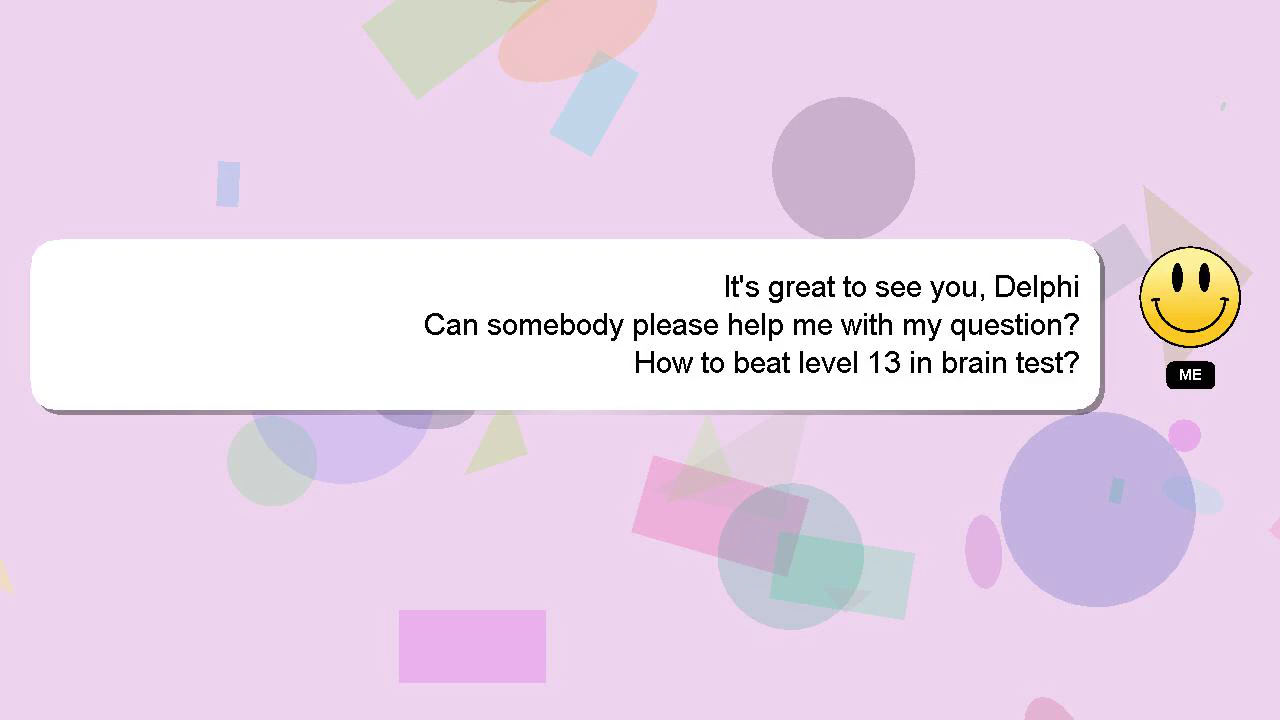 It's great to see you, Delphi
Can somebody please help me with my question?
How to beat level 13 in brain test?
ME